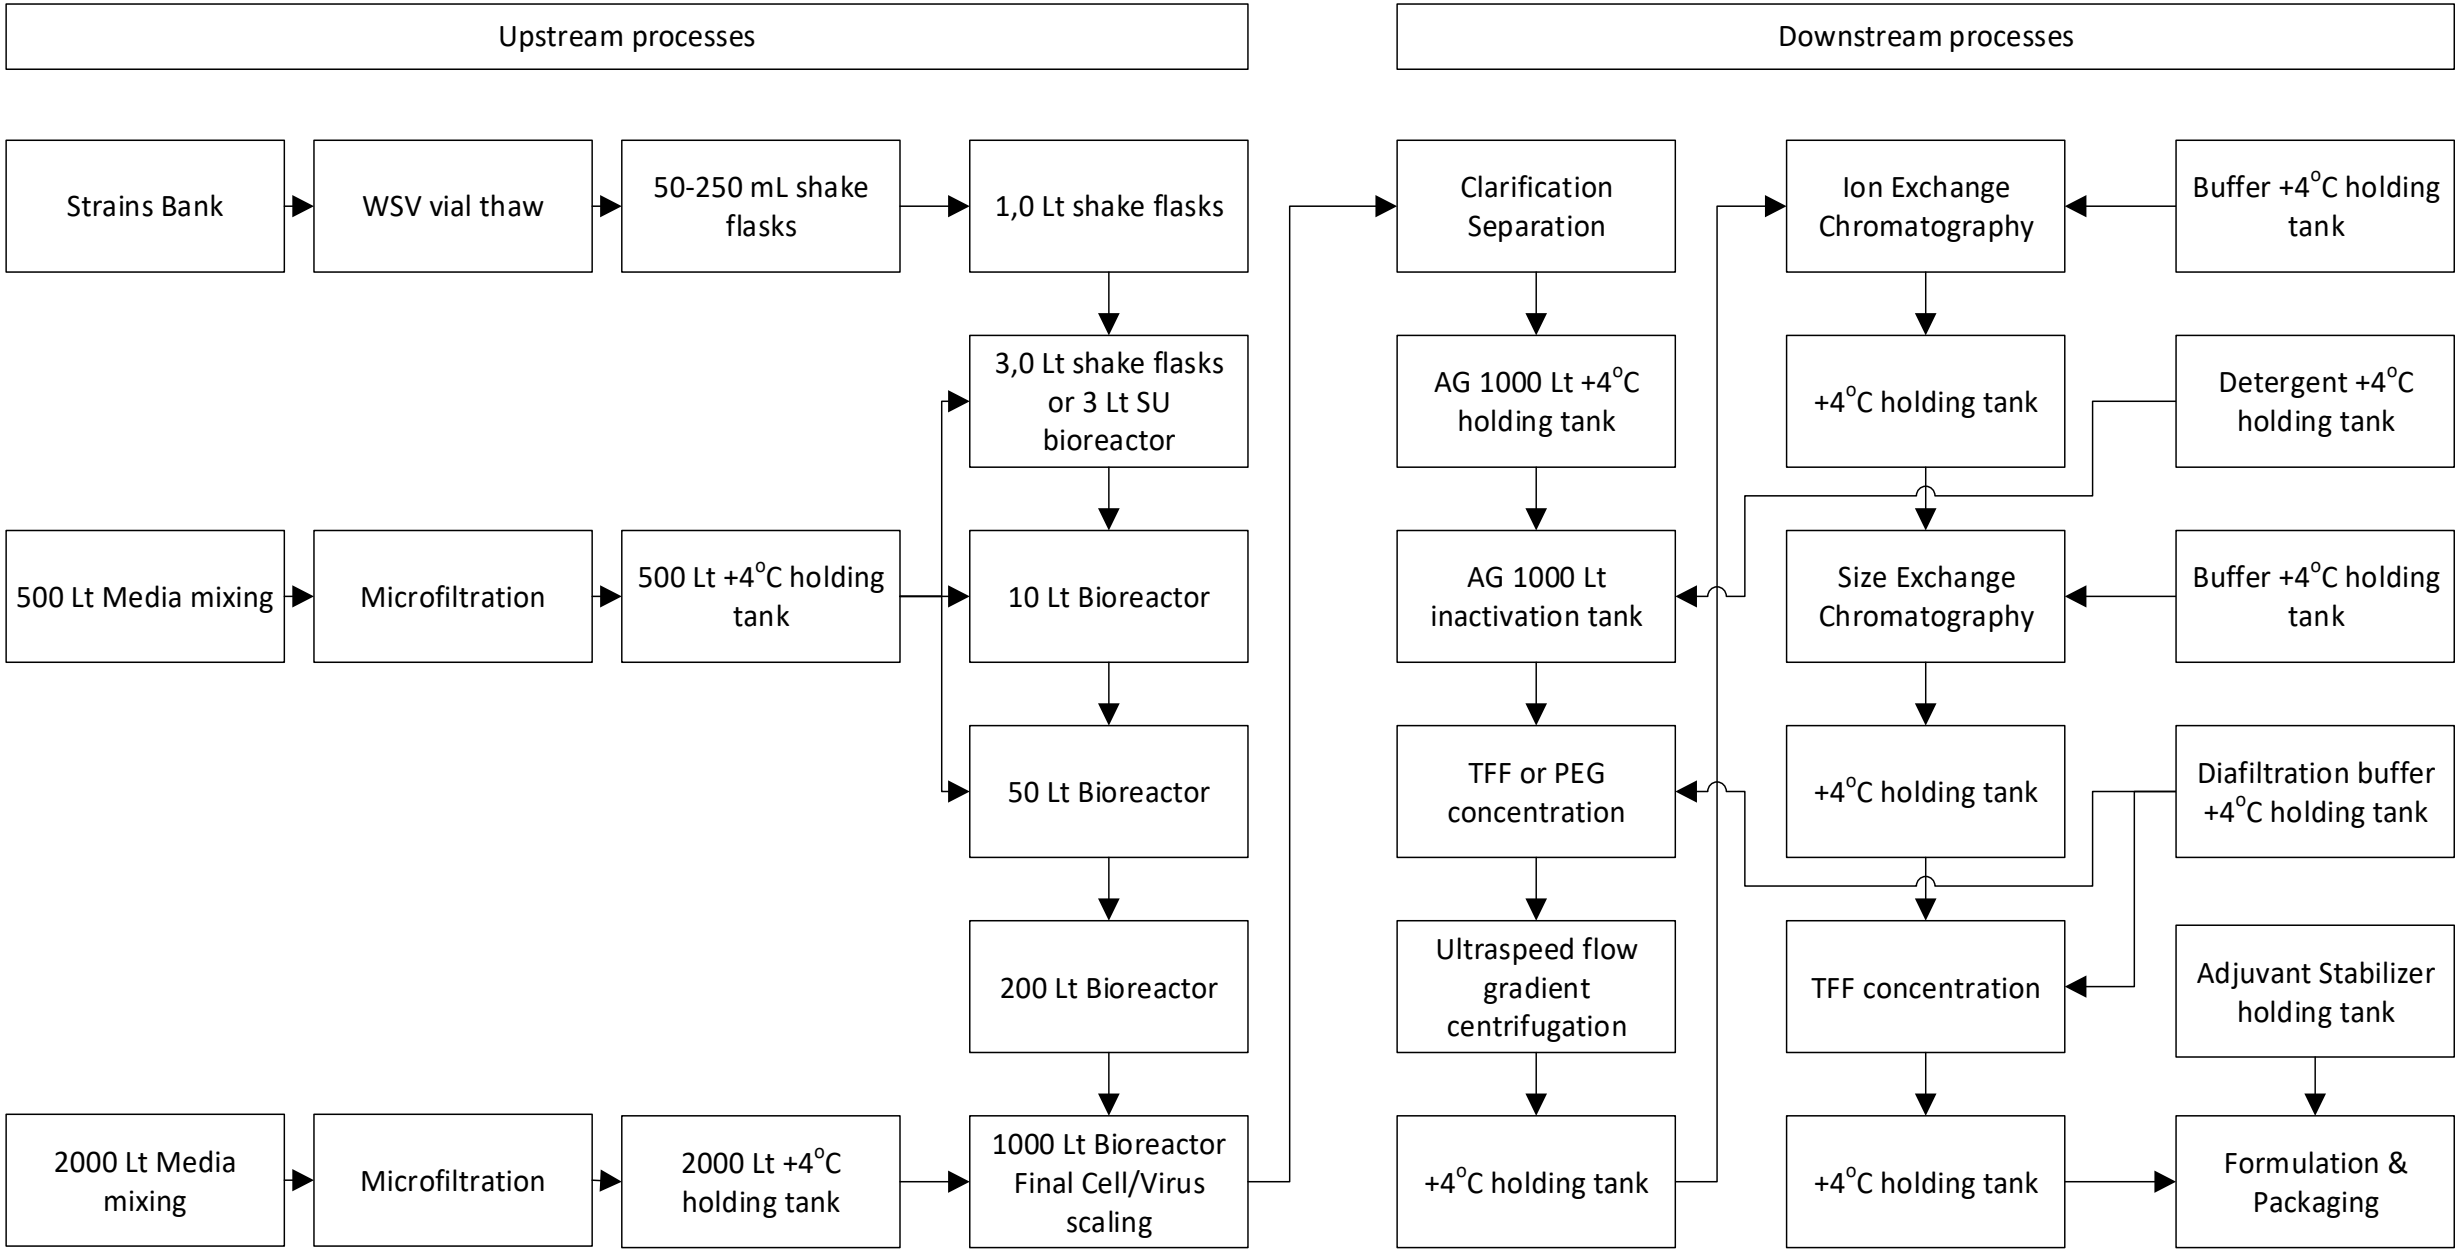 Upstream processes
Downstream processes
Strains Bank
WSV vial thaw
50-250 mL shake
flasks
1,0 Lt shake flasks
3,0 Lt shake flasks
or 3 Lt SU
bioreactor
500 Lt Media mixing
Microfiltration
500 Lt +4°C holding
tank
10 Lt Bioreactor
50 Lt Bioreactor
200 Lt Bioreactor
2000 Lt Media
mixing
Microfiltration
2000 Lt +4°C
holding tank
1000 Lt Bioreactor
Final Cell/Virus
scaling
Clarification
Separation
AG 1000 Lt +4°C
holding tank
AG 1000 Lt
inactivation tank
TFF or PEG
concentration
Ultraspeed flow
gradient
centrifugation
+4°C holding tank
Ion Exchange
Chromatography
+4°C holding tank
Size Exchange
Chromatography
+4°C holding tank
TFF concentration
+4°C holding tank
Buffer +4°C holding
tank
Detergent +4°C
holding tank
Buffer +4°C holding
tank
Diafiltration buffer
+4°C holding tank
Adjuvant Stabilizer
holding tank
Formulation &
Packaging